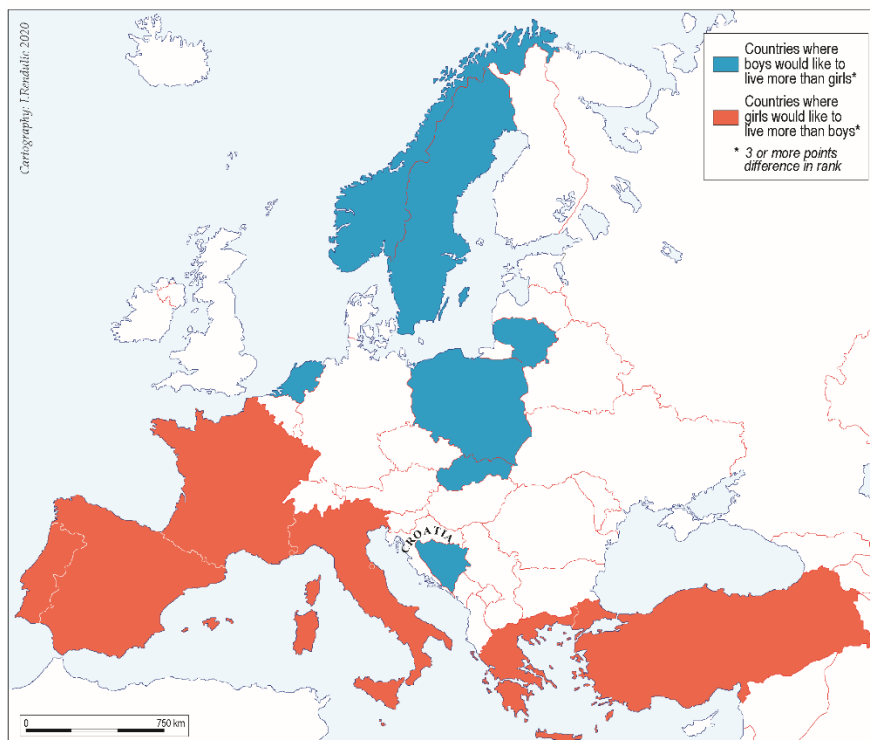 Cartography: I.Rendulic 2020
Countries where
boys would like to
live more than girls*
Countries where
girls would like to
live more than boys*
* 3 or more points
difference in rank
CROATIA
0 750 km